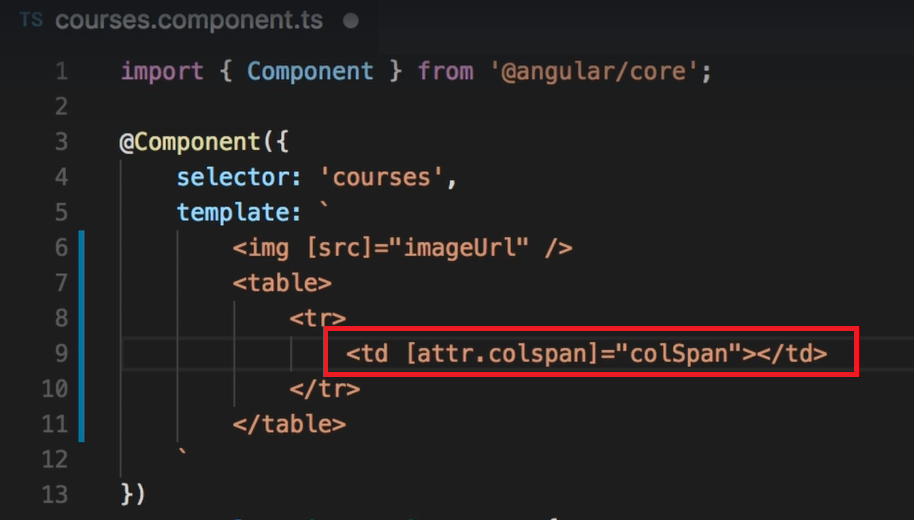 TS courses.component.ts
1 import { Component } from '@angular/core';
2
3 @Component({
4 selector: 'courses',
5 template: `
6 <img [src]="imageUrl" />
7 <table>
8 <tr>
9 <td [attr.colspan]="colSpan"></td>
10 </tr>
11 </table>
12 `
13 })